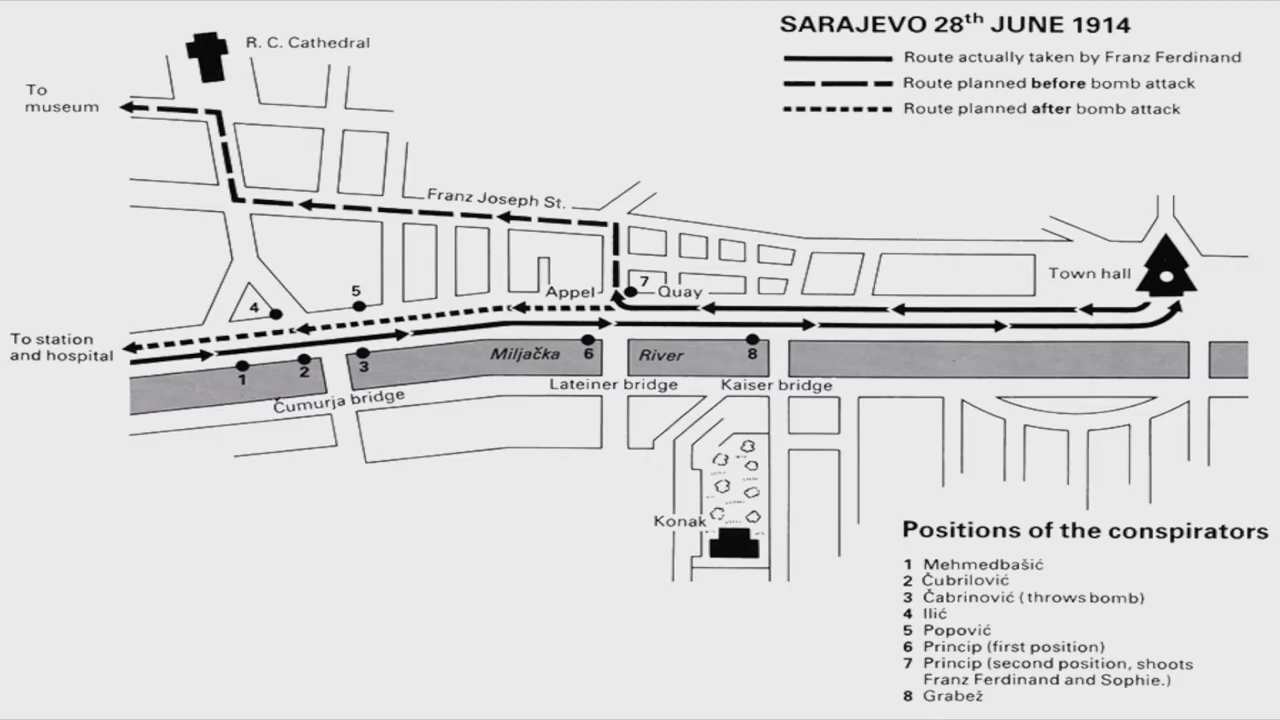 SARAJEVO 28th JUNE 1914
Route actually taken by Franz Ferdinand
Route planned before bomb attack
Route planned after bomb attack
R. C. Cathedral
To
museum
Franz Joseph St.
Town hall
7
Appel Quay
5
4
To station
and hospital
Miljačka River
1
2
3
6
8
Lateiner bridge
Kaiser bridge
Čumurja bridge
Konak
Positions of the conspirators
1 Mehmedbašić
2 Čubrilović
3 Čabrinović (throws bomb)
4 Ilić
5 Popović
6 Princip (first position)
7 Princip (second position, shoots
Franz Ferdinand and Sophie.)
8 Grabež